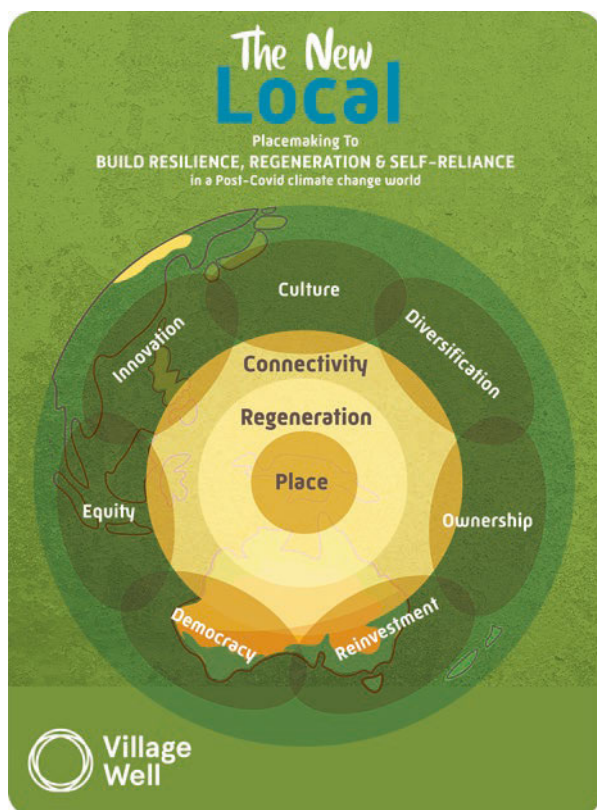 The New
Local
Placemaking To
BUILD RESILIENCE, REGENERATION & SELF-RELIANCE
in a Post-Covid climate change world
Culture
Innovation
Diversification
Connectivity
Regeneration
Place
Equity
Ownership
Democracy
Reinvestment
Village
Well